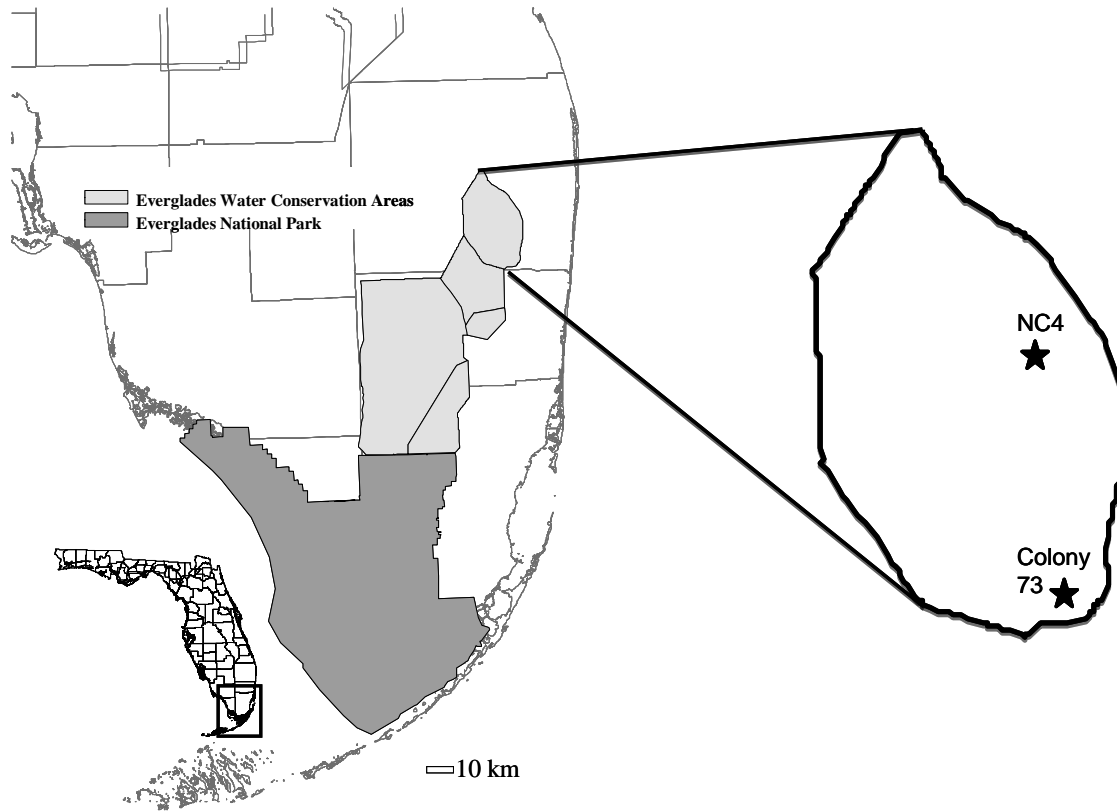 Everglades Water Conservation Areas
Everglades National Park
NC4
Colony
73
10 km